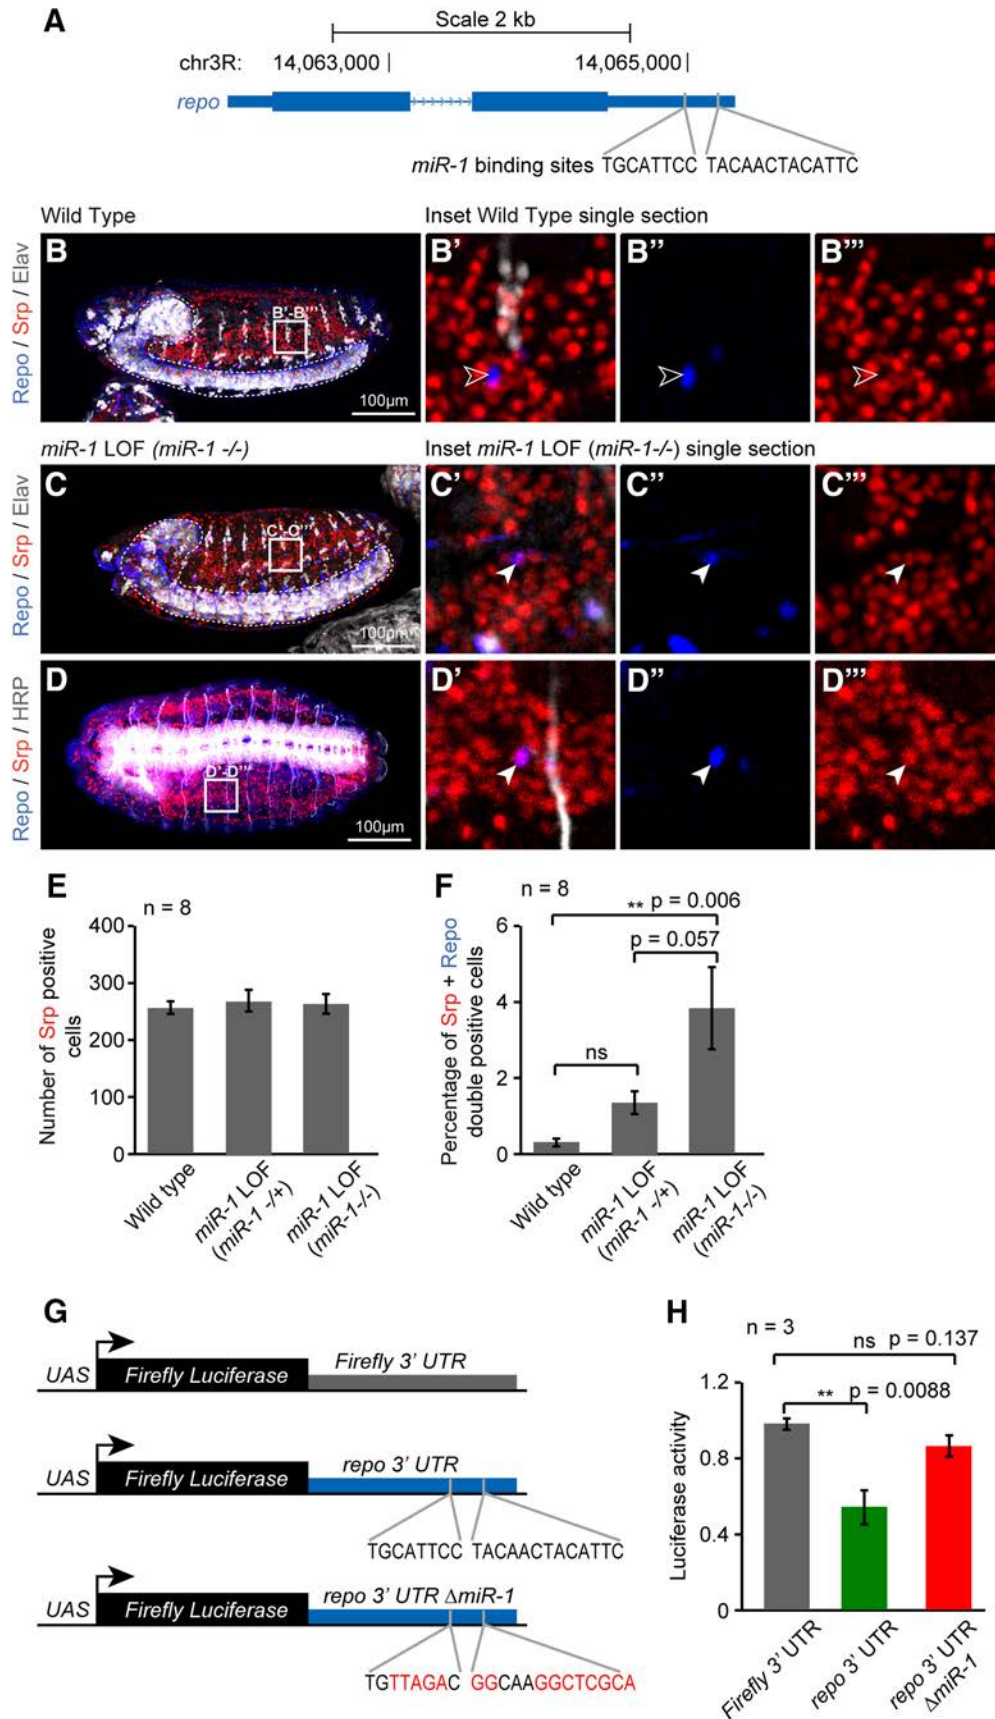 A
Scale 2 kb
chr3R: 14,063,000 14,065,000
repo
miR-1 binding sites TGCATTCC TACAACTACATTC
Wild Type
Inset Wild Type single section
Repo / Srp / Elav
B
B'-B'''
100µm
B'
B''
B'''
miR-1 LOF (miR-1 -/-)
Inset miR-1 LOF (miR-1-/-) single section
Repo / Srp / Elav
C
C'-C'''
100µm
C'
C''
C'''
Repo / Srp / HRP
D
D'-D'''
100µm
D'
D''
D'''
E
n = 8
Number of Srp positive cells
400
300
200
100
0
Wild type
miR-1 LOF (miR-1 -/+)
miR-1 LOF (miR-1-/-)
F
n = 8
** p = 0.006
p = 0.057
ns
Percentage of Srp + Repo double positive cells
6
4
2
0
Wild type
miR-1 LOF (miR-1 -/+)
miR-1 LOF (miR-1-/-)
G
UAS Firefly Luciferase Firefly 3' UTR
UAS Firefly Luciferase repo 3' UTR
TGCATTCC TACAACTACATTC
UAS Firefly Luciferase repo 3' UTR ΔmiR-1
TGTTAGAC GGCAAGGCTCGCA
H
n = 3
ns p = 0.137
** p = 0.0088
Luciferase activity
1.2
0.8
0.4
0
Firefly 3' UTR
repo 3' UTR
repo 3' UTR ΔmiR-1